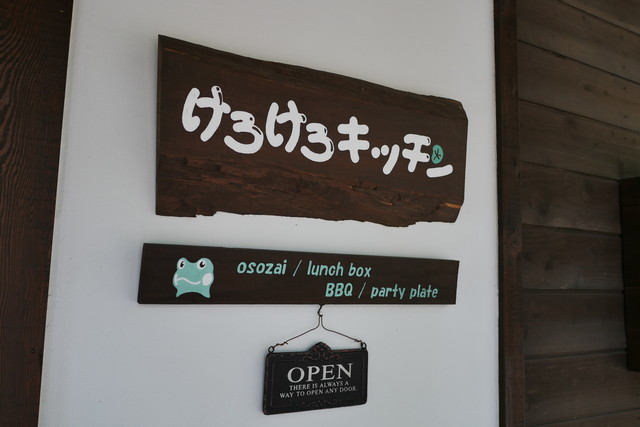 けろけろキッチン
osozai / lunch box
BBQ / party plate
OPEN
THERE IS ALWAYS A
WAY TO OPEN ANY DOOR.